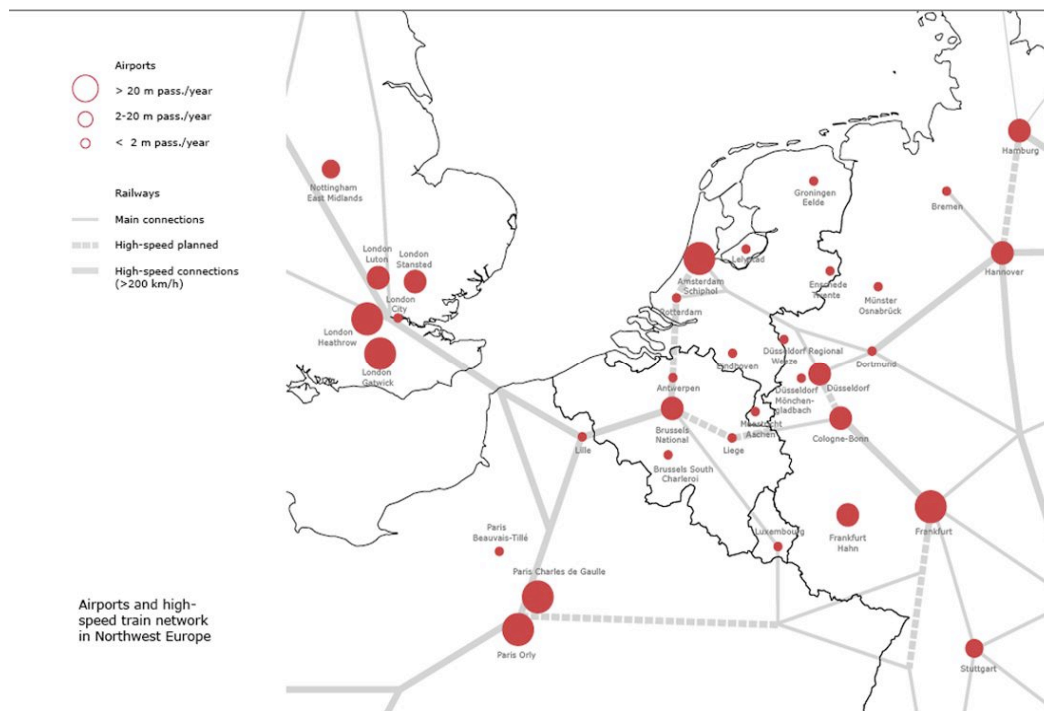 Airports
> 20 m pass./year
2-20 m pass./year
< 2 m pass./year
Railways
Main connections
High-speed planned
High-speed connections
(>200 km/h)
Airports and high-
speed train network
in Northwest Europe
Nottingham
East Midlands
London
Luton
London
Stansted
London
City
London
Heathrow
London
Gatwick
Hamburg
Groningen
Eelde
Bremen
Lelystad
Hannover
Amsterdam
Schiphol
Enschede
Twente
Münster
Osnabrück
Rotterdam
Eindhoven
Düsseldorf Regional
Weeze
Dortmund
Antwerpen
Düsseldorf
Düsseldorf
Mönchen-
gladbach
Maastricht
Aachen
Brussels
National
Cologne-Bonn
Lille
Liege
Brussels South
Charleroi
Luxembourg
Frankfurt
Hahn
Frankfurt
Paris
Beauvais-Tillé
Paris Charles de Gaulle
Paris Orly
Stuttgart